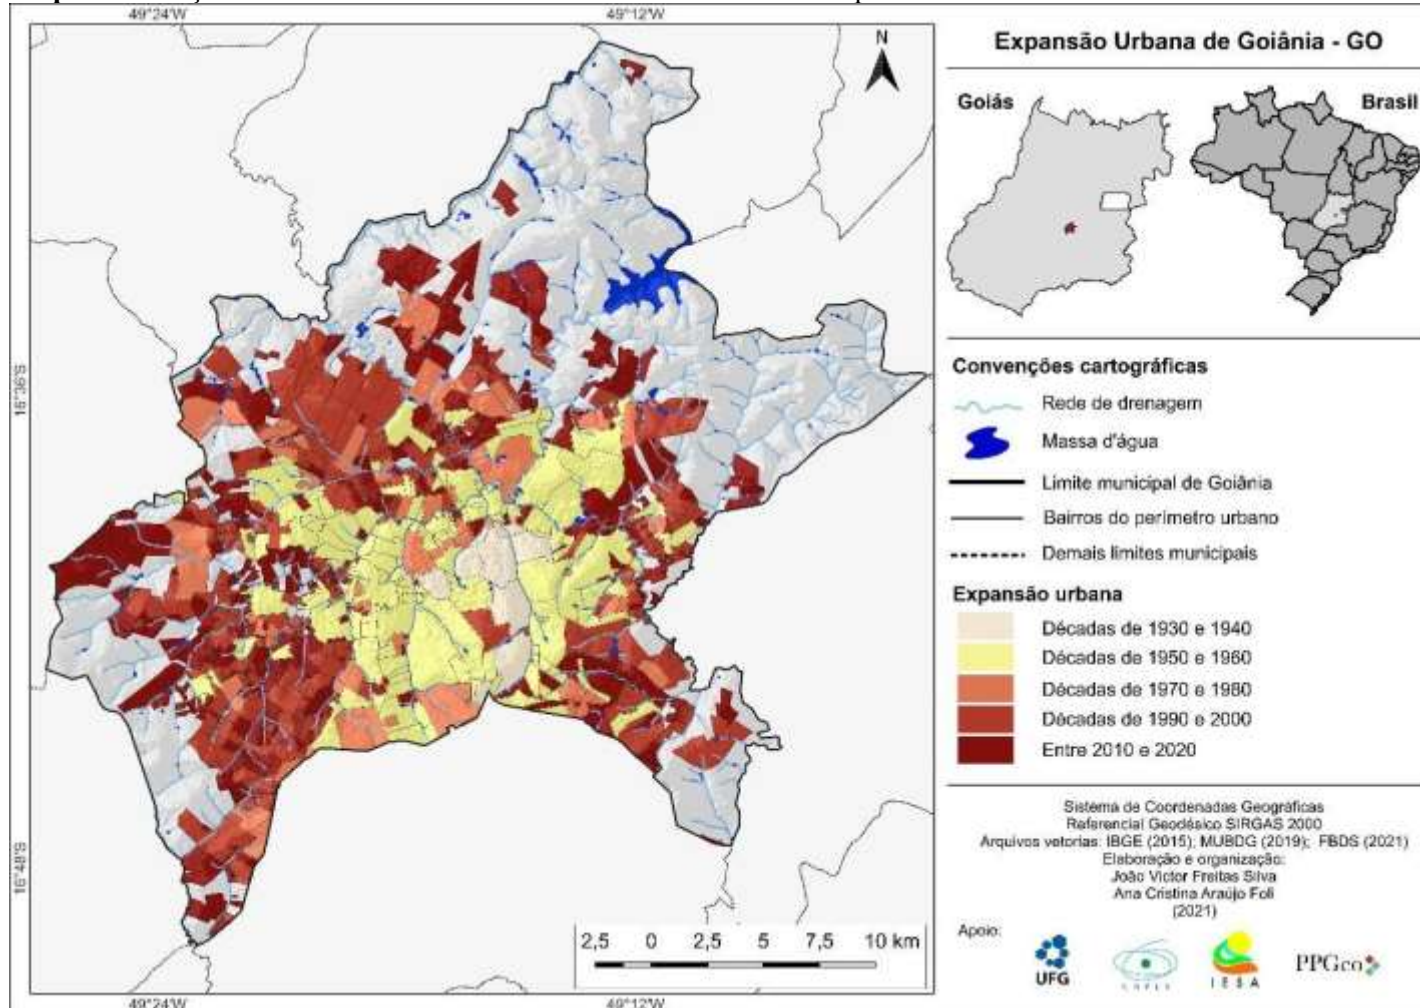 49°24'W
49°12'W
N
16°36'S
16°48'S
2,5 0 2,5 5 7,5 10 km
49°24'W
49°12'W
Expansão Urbana de Goiânia - GO
Goiás
Brasil
Convenções cartográficas
Rede de drenagem
Massa d'água
Limite municipal de Goiânia
Bairros do perímetro urbano
Demais limites municipais
Expansão urbana
Décadas de 1930 e 1940
Décadas de 1950 e 1960
Décadas de 1970 e 1980
Décadas de 1990 e 2000
Entre 2010 e 2020
Sistema de Coordenadas Geográficas
Referencial Geodésico SIRGAS 2000
Arquivos vetorias: IBGE (2015); MUBDG (2019); FBDS (2021)
Elaboração e organização:
João Victor Freitas Silva
Ana Cristina Araújo Foli
(2021)
Apoio:
UFG
IESA
PPGeo